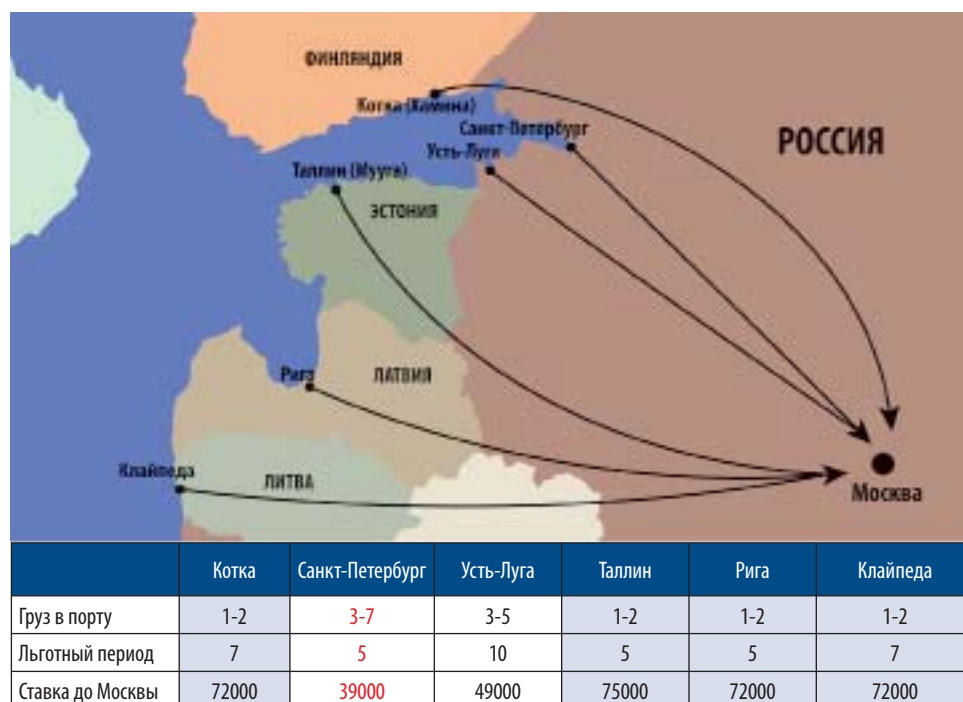 ФИНЛЯНДИЯ
Котка (Хамина)
Санкт-Петербург
РОССИЯ
Усть-Луга
Таллин (Мууга)
ЭСТОНИЯ
Рига
ЛАТВИЯ
Клайпеда
ЛИТВА
Москва
Котка Санкт-Петербург Усть-Луга Таллин Рига Клайпеда
Груз в порту 1-2 3-7 3-5 1-2 1-2 1-2
Льготный период 7 5 10 5 5 7
Ставка до Москвы 72000 39000 49000 75000 72000 72000